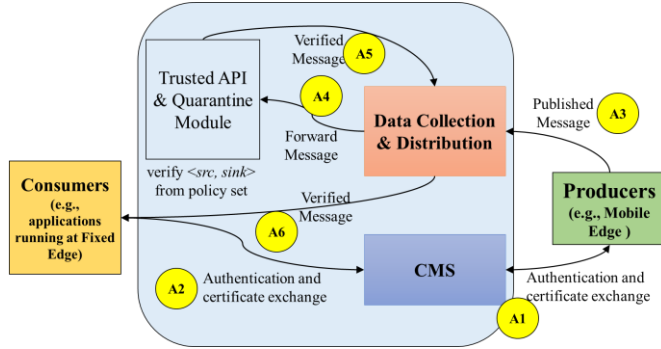 Verified
Message
A5
Trusted API
& Quarantine
Module
A4
Forward
Message
Data Collection
& Distribution
Published
Message
A3
verify <src, sink>
from policy set
Consumers
(e.g.,
applications
running at Fixed
Edge)
Verified
Message
A6
Producers
(e.g., Mobile
Edge )
A2
Authentication and
certificate exchange
CMS
Authentication and
certificate exchange
A1